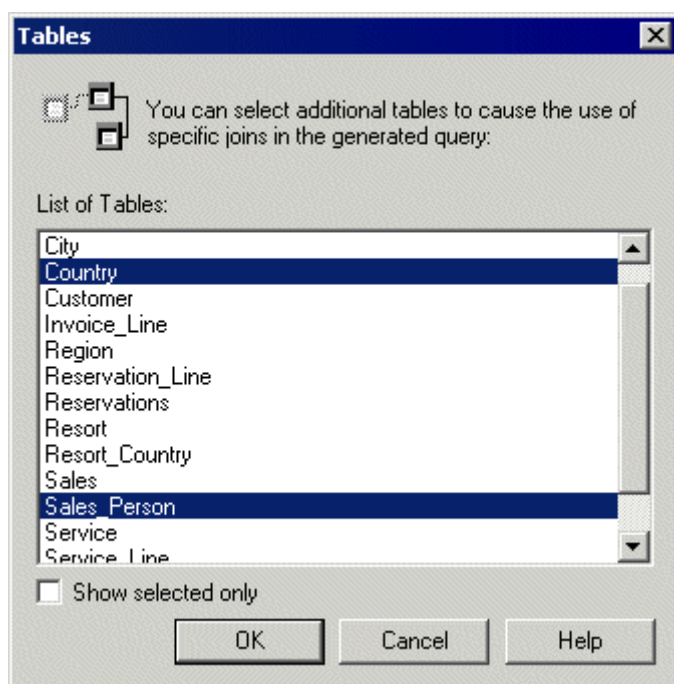 Tables
You can select additional tables to cause the use of
specific joins in the generated query:
List of Tables:
City
Country
Customer
Invoice_Line
Region
Reservation_Line
Reservations
Resort
Resort_Country
Sales
Sales_Person
Service
Service_Line
Show selected only
OK Cancel Help